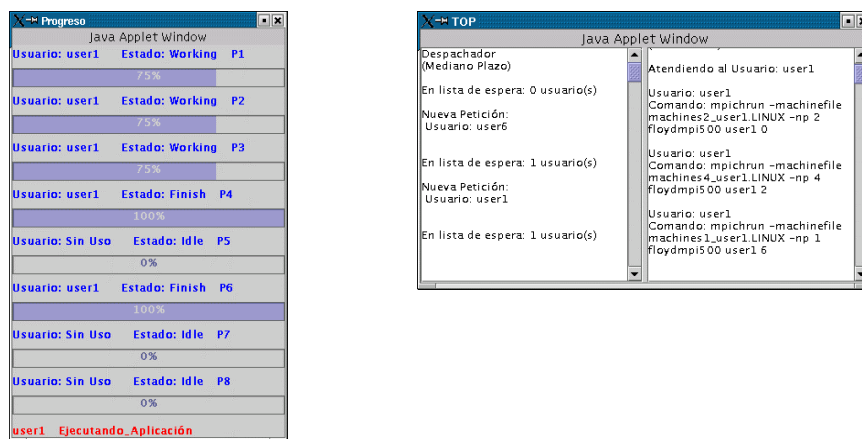 Progreso
Java Applet Window
Usuario: user1 Estado: Working P1
75%
Usuario: user1 Estado: Working P2
75%
Usuario: user1 Estado: Working P3
75%
Usuario: user1 Estado: Finish P4
100%
Usuario: Sin Uso Estado: Idle P5
0%
Usuario: user1 Estado: Finish P6
100%
Usuario: Sin Uso Estado: Idle P7
0%
Usuario: Sin Uso Estado: Idle P8
0%
user1 Ejecutando_Aplicación
TOP
Java Applet Window
Despachador
(Mediano Plazo)
En lista de espera: 0 usuario(s)
Nueva Petición:
Usuario: user6
En lista de espera: 1 usuario(s)
Nueva Petición:
Usuario: user1
En lista de espera: 1 usuario(s)
Atendiendo al Usuario: user1
Usuario: user1
Comando: mpichrun -machinefile
machines2_user1.LINUX -np 2
floydmpi500 user1 0
Usuario: user1
Comando: mpichrun -machinefile
machines4_user1.LINUX -np 4
floydmpi500 user1 2
Usuario: user1
Comando: mpichrun -machinefile
machines1_user1.LINUX -np 1
floydmpi500 user1 6